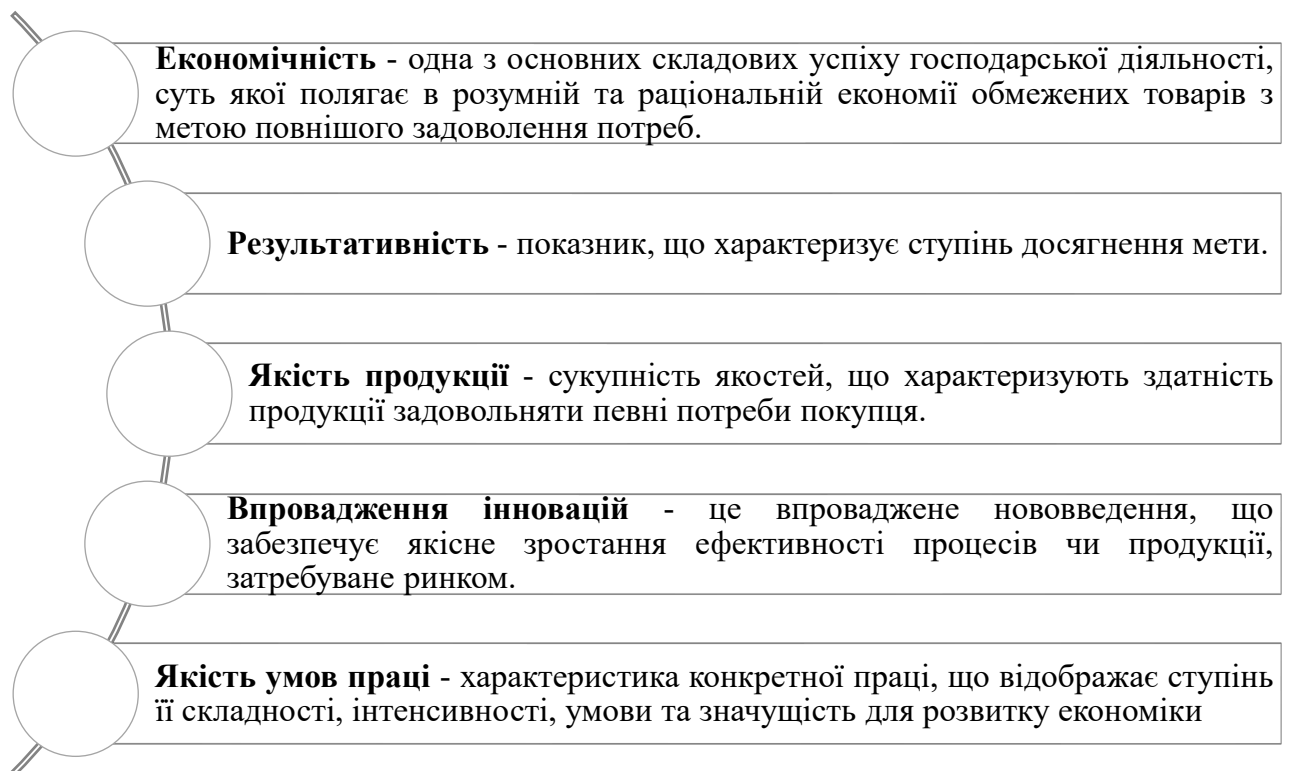 Економічність - одна з основних складових успіху господарської діяльності,
суть якої полягає в розумній та раціональній економії обмежених товарів з
метою повнішого задоволення потреб.
Результативність - показник, що характеризує ступінь досягнення мети.
Якість продукції - сукупність якостей, що характеризують здатність
продукції задовольняти певні потреби покупця.
Впровадження інновацій - це впроваджене нововведення, що
забезпечує якісне зростання ефективності процесів чи продукції,
затребуване ринком.
Якість умов праці - характеристика конкретної праці, що відображає ступінь
її складності, інтенсивності, умови та значущість для розвитку економіки